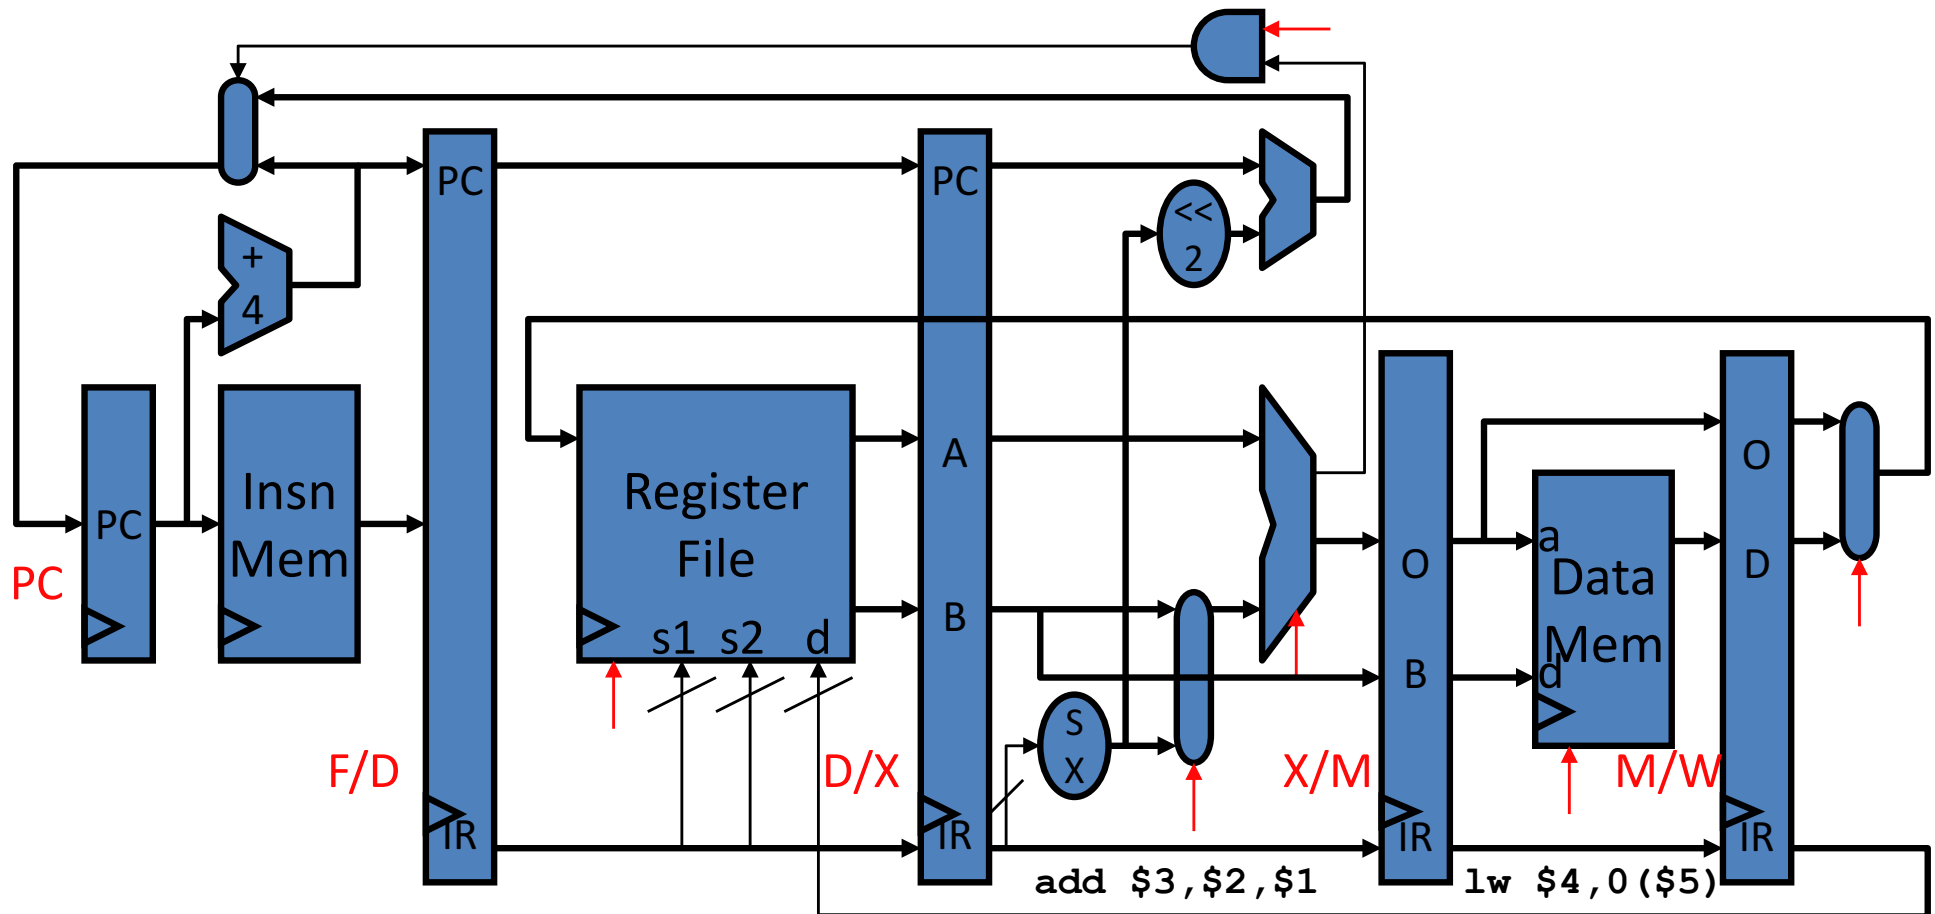 PC
PC
<<
2
+
4
A
O
Insn
Mem
Register
File
PC
PC
B
s1 s2 d
O
B
a
Data
Mem
d
D
S
X
F/D
D/X
X/M
M/W
IR
IR
IR
IR
add $3,$2,$1
lw $4,0($5)